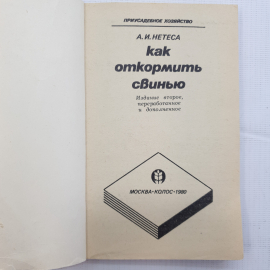 ПРИУСАДЕБНОЕ ХОЗЯЙСТВО
А.И.НЕТЕСА
как
откормить
свинью
Издание второе,
переработанное
и дополненное
МОСКВА·КОЛОС·1980